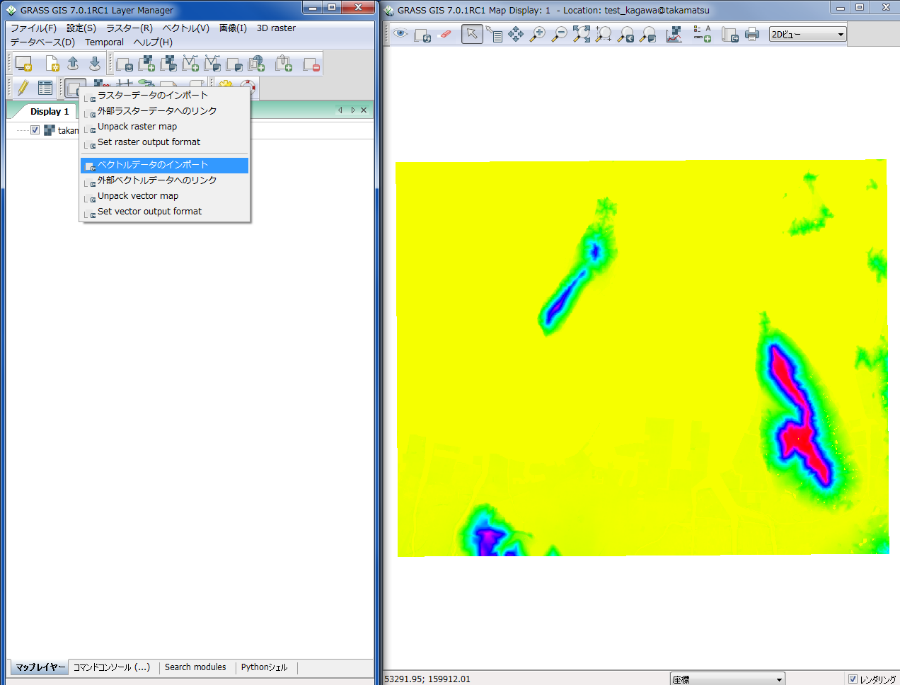 GRASS GIS 7.0.1RC1 Layer Manager
ファイル(F) 設定(S) ラスター(R) ベクトル(V) 画像(I) 3D raster
データベース(D) Temporal ヘルプ(H)
Display 1
takam
ラスターデータのインポート
外部ラスターデータへのリンク
Unpack raster map
Set raster output format
ベクトルデータのインポート
外部ベクトルデータへのリンク
Unpack vector map
Set vector output format
マップレイヤー コマンドコンソール (...) Search modules Pythonシェル
GRASS GIS 7.0.1RC1 Map Display: 1 - Location: test_kagawa@takamatsu
2Dビュー
53291.95; 159912.01
座標
レンダリング